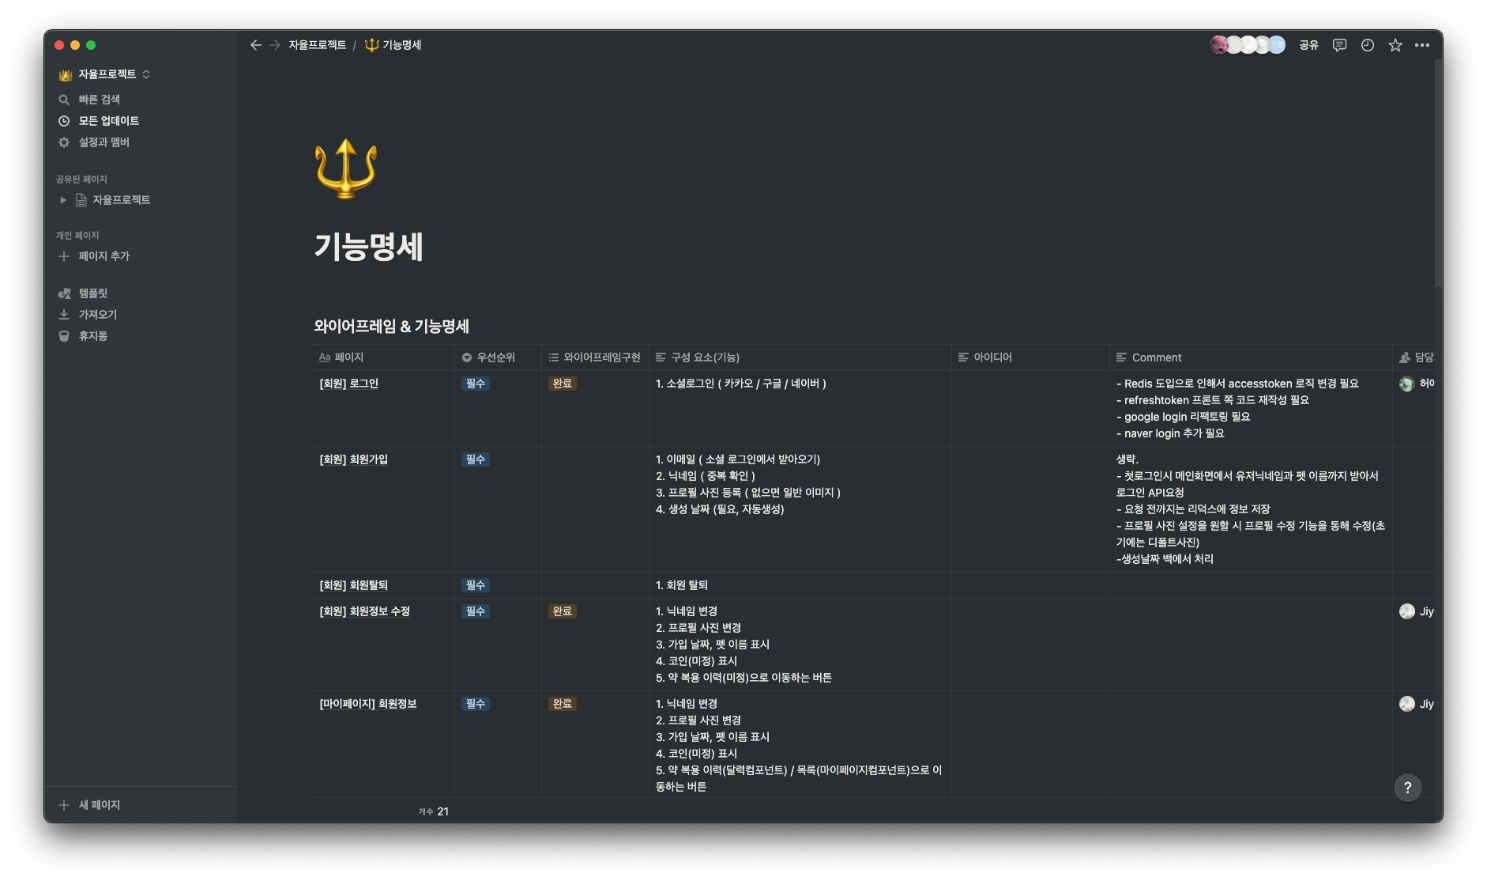 자율프로젝트 / 기능명세
공유
자율프로젝트
빠른 검색
모든 업데이트
설정과 멤버
공유된 페이지
자율프로젝트
개인 페이지
페이지 추가
템플릿
가져오기
휴지통
새 페이지
기능명세
와이어프레임 & 기능명세
Aa 페이지
우선순위
와이어프레임구현
구성 요소(기능)
아이디어
Comment
담당
[회원] 로그인
필수
완료
1. 소셜로그인 ( 카카오 / 구글 / 네이버 )
- Redis 도입으로 인해서 accesstoken 로직 변경 필요
- refreshtoken 프론트 쪽 코드 재작성 필요
- google login 리팩토링 필요
- naver login 추가 필요
[회원] 회원가입
필수
1. 이메일 ( 소셜 로그인에서 받아오기)
2. 닉네임 ( 중복 확인 )
3. 프로필 사진 등록 ( 없으면 일반 이미지 )
4. 생성 날짜 (필요, 자동생성)
생략.
- 첫로그인시 메인화면에서 유저닉네임과 펫 이름까지 받아서
로그인 API요청
- 요청 전까지는 리덕스에 정보 저장
- 프로필 사진 설정을 원할 시 프로필 수정 기능을 통해 수정(초
기에는 디폴트사진)
-생성날짜 백에서 처리
[회원] 회원탈퇴
필수
1. 회원 탈퇴
[회원] 회원정보 수정
필수
완료
1. 닉네임 변경
2. 프로필 사진 변경
3. 가입 날짜, 펫 이름 표시
4. 코인(미정) 표시
5. 약 복용 이력(미정)으로 이동하는 버튼
Jiy
[마이페이지] 회원정보
필수
완료
1. 닉네임 변경
2. 프로필 사진 변경
3. 가입 날짜, 펫 이름 표시
4. 코인(미정) 표시
5. 약 복용 이력(달력컴포넌트) / 목록(마이페이지컴포넌트)으로 이
동하는 버튼
Jiy
개수 21
?